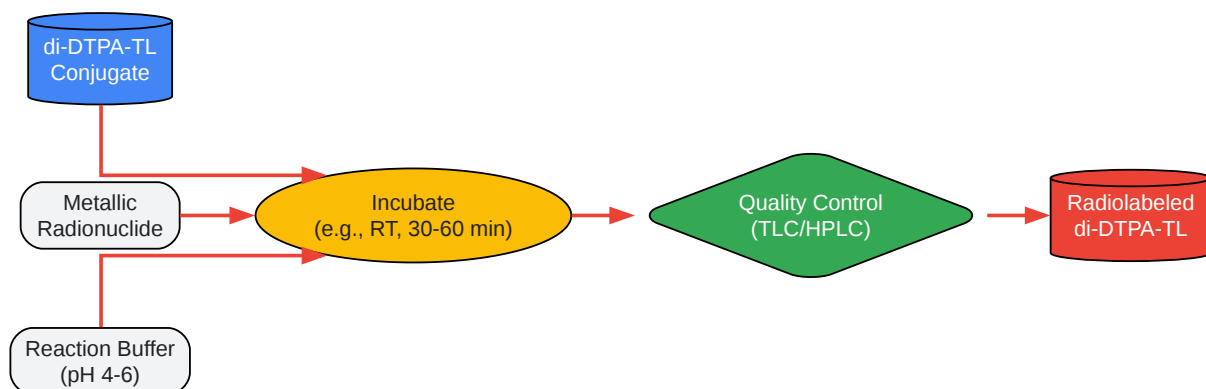 di-DTPA-TL
Conjugate
Metallic
Radionuclide
Reaction Buffer
(pH 4-6)
Incubate
(e.g., RT, 30-60 min)
Quality Control
(TLC/HPLC)
Radiolabeled
di-DTPA-TL